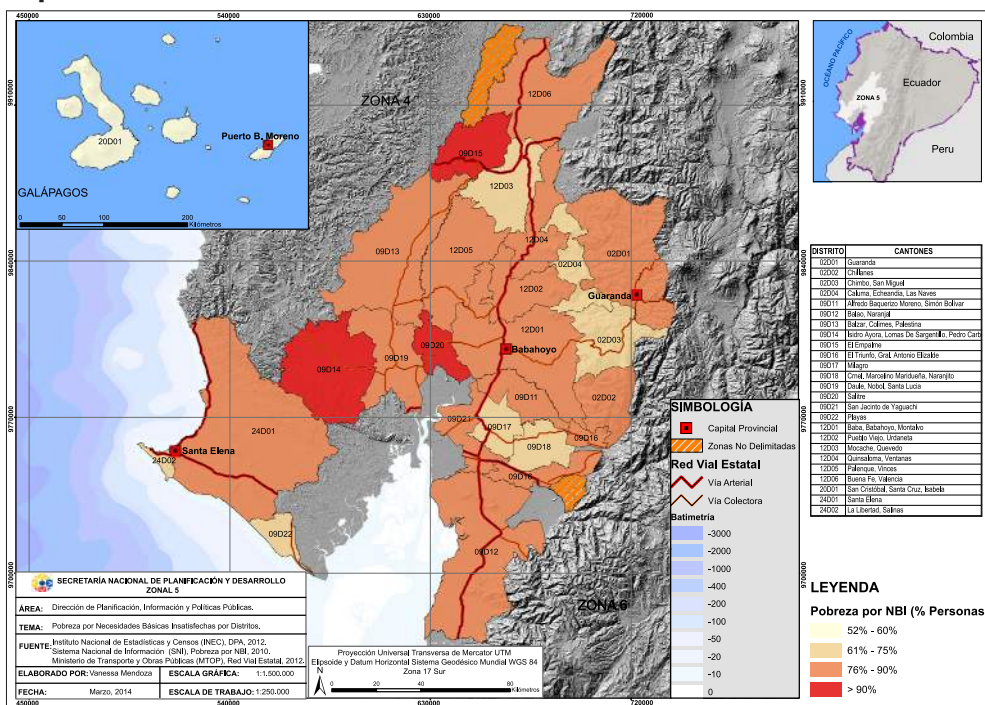 450000
540000
630000
720000
9910000
9840000
9770000
9700000
9910000
9840000
9770000
9700000
450000
540000
630000
720000
20D01
Puerto B. Moreno
GALÁPAGOS
0 50 100 200
Kilómetros
ZONA 4
12D06
09D15
12D03
09D13
12D05
12D04
02D04
02D01
12D02
Guaranda
12D01
Babahoyo
02D03
09D20
09D19
09D14
09D11
02D02
24D01
09D21
09D17
09D18
09D16
Santa Elena
24D02
09D16
09D22
09D12
ZONA 6
OCÉANO PACÍFICO
Colombia
Ecuador
ZONA 5
Peru
DISTRITO CANTONES
02D01 Guaranda
02D02 Chillanes
02D03 Chimbo, San Miguel
02D04 Caluma, Echeandia, Las Naves
09D11 Alfredo Baquerizo Moreno, Simón Bolivar
09D12 Balao, Naranjal
09D13 Balzar, Colimes, Palestina
09D14 Isidro Ayora, Lomas De Sargentillo, Pedro Carb
09D15 El Empalme
09D16 El Triunfo, Gral. Antonio Elizalde
09D17 Milagro
09D18 Crnel. Marcelino Maridueña, Naranjito
09D19 Daule, Nobol, Santa Lucia
09D20 Salitre
09D21 San Jacinto de Yaguachi
09D22 Playas
12D01 Baba, Babahoyo, Montalvo
12D02 Pueblo Viejo, Urdaneta
12D03 Mocache, Quevedo
12D04 Quinsaloma, Ventanas
12D05 Palenque, Vinces
12D06 Buena Fe, Valencia
20D01 San Cristóbal, Santa Cruz, Isabela
24D01 Santa Elena
24D02 La Libertad, Salinas
SIMBOLOGÍA
Capital Provincial
Zonas No Delimitadas
Red Vial Estatal
Vía Arterial
Vía Colectora
Batimetría
-3000
-2000
-1000
-400
-200
-100
-50
-20
-10
0
LEYENDA
Pobreza por NBI (% Personas
52% - 60%
61% - 75%
76% - 90%
> 90%
SECRETARÍA NACIONAL DE PLANIFICACIÓN Y DESARROLLO
ZONAL 5
ÁREA: Dirección de Planificación, Información y Políticas Públicas.
TEMA: Pobreza por Necesidades Básicas Insatisfechas por Distritos.
FUENTE: Instituto Nacional de Estadísticas y Censos (INEC), DPA, 2012.
Sistema Nacional de Información (SNI), Pobreza por NBI, 2010.
Ministerio de Transporte y Obras Públicas (MTOP), Red Vial Estatal, 2012.
ELABORADO POR: Vanessa Mendoza ESCALA GRÁFICA: 1:1.500.000
FECHA: Marzo, 2014 ESCALA DE TRABAJO: 1:250.000
Proyección Universal Transversa de Mercator UTM
Elipsoide y Datum Horizontal Sistema Geodésico Mundial WGS 84
Zona 17 Sur
N
0 20 40 80
Kilómetros